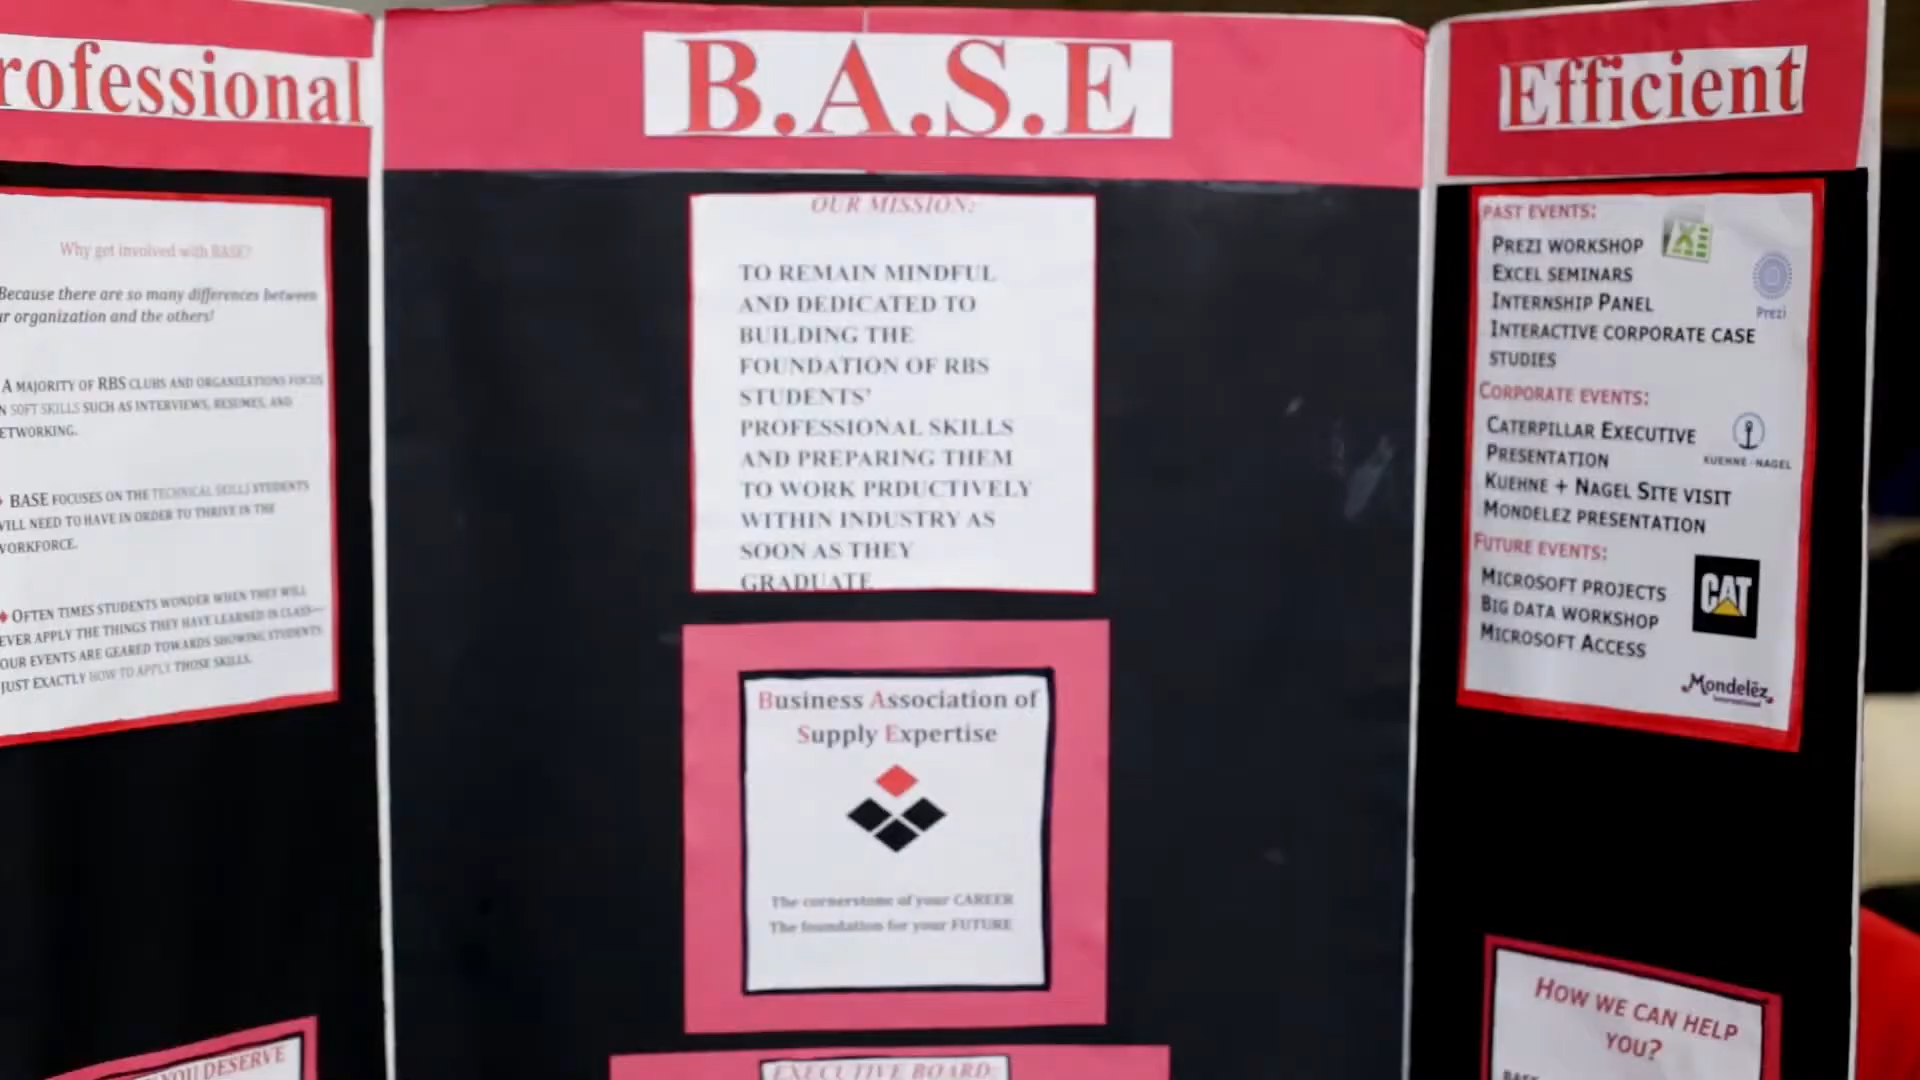 rofessional
Why get involved with BASE?
Because there are so many differences between
ur organization and the others!
A MAJORITY OF RBS CLUBS AND ORGANIZATIONS FOCUS
N SOFT SKILLS SUCH AS INTERVIEWS, RESUMES, AND
ETWORKING.
BASE FOCUSES ON THE TECHNICAL SKILLS STUDENTS
VILL NEED TO HAVE IN ORDER TO THRIVE IN THE
VORKFORCE.
◆ OFTEN TIMES STUDENTS WONDER WHEN THEY WILL
EVER APPLY THE THINGS THEY HAVE LEARNED IN CLASS—
OUR EVENTS ARE GEARED TOWARDS SHOWING STUDENTS
JUST EXACTLY HOW TO APPLY THOSE SKILLS.
YOU DESERVE
B.A.S.E
OUR MISSION:
TO REMAIN MINDFUL
AND DEDICATED TO
BUILDING THE
FOUNDATION OF RBS
STUDENTS'
PROFESSIONAL SKILLS
AND PREPARING THEM
TO WORK PRDUCTIVELY
WITHIN INDUSTRY AS
SOON AS THEY
GRADUATE
Business Association of
Supply Expertise
The cornerstone of your CAREER
The foundation for your FUTURE
EXECUTIVE BOARD:
Efficient
PAST EVENTS:
PREZI WORKSHOP
EXCEL SEMINARS
INTERNSHIP PANEL
Prezi
INTERACTIVE CORPORATE CASE
STUDIES
CORPORATE EVENTS:
CATERPILLAR EXECUTIVE
PRESENTATION
KUEHNE + NAGEL
KUEHNE + NAGEL SITE VISIT
MONDELEZ PRESENTATION
FUTURE EVENTS:
MICROSOFT PROJECTS
BIG DATA WORKSHOP
MICROSOFT ACCESS
CAT
Mondelēz
International
HOW WE CAN HELP
YOU?
BASE